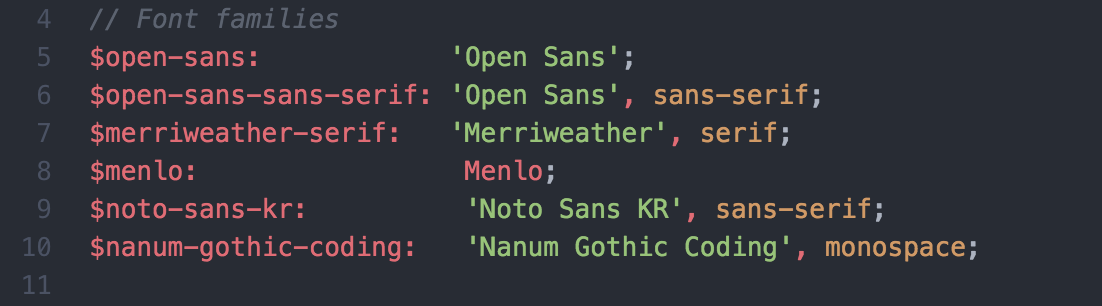 4 // Font families
5 $open-sans: 'Open Sans';
6 $open-sans-sans-serif: 'Open Sans', sans-serif;
7 $merriweather-serif: 'Merriweather', serif;
8 $menlo: Menlo;
9 $noto-sans-kr: 'Noto Sans KR', sans-serif;
10 $nanum-gothic-coding: 'Nanum Gothic Coding', monospace;
11